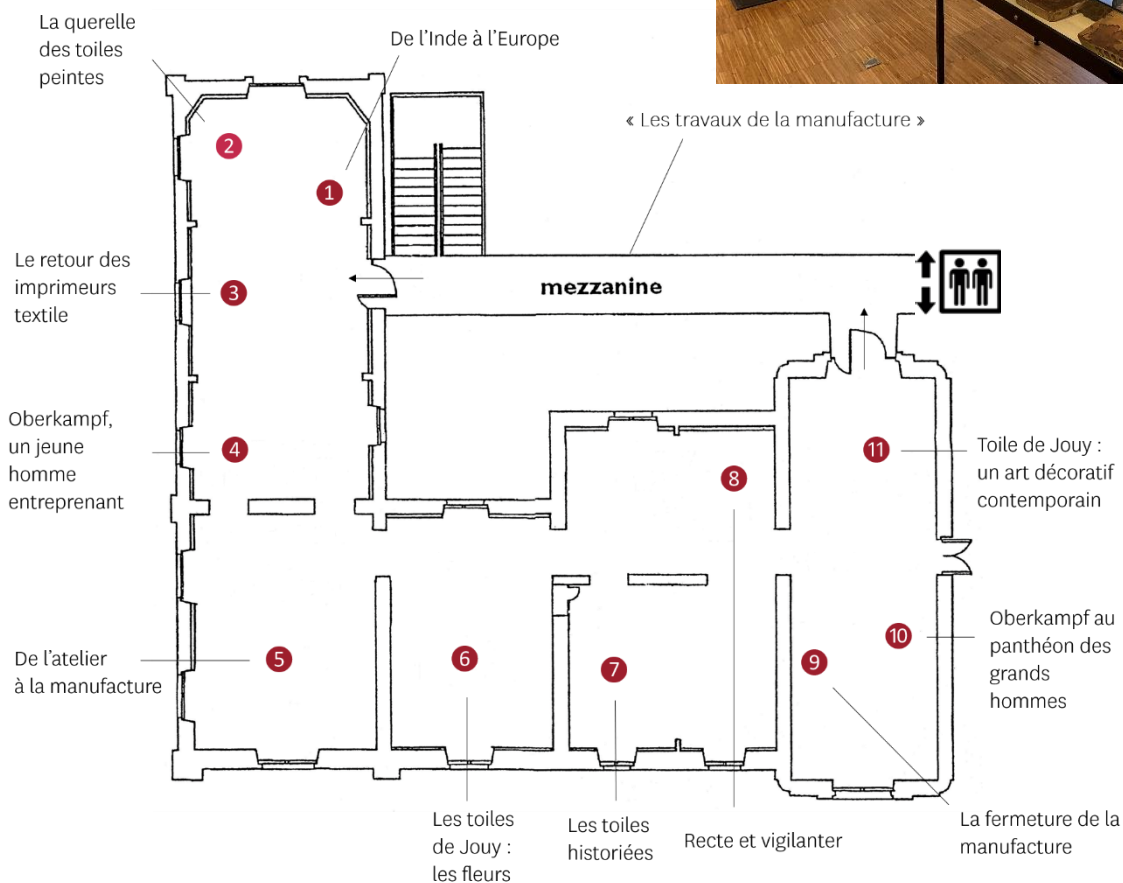 La querelle
des toiles
peintes
De l'Inde à l'Europe
« Les travaux de la manufacture »
2
1
Le retour des
imprimeurs
textile
3
mezzanine
Oberkampf,
un jeune
homme
entreprenant
4
11
Toile de Jouy :
un art décoratif
contemporain
8
De l'atelier
à la manufacture
5
6
7
9
10
Oberkampf au
panthéon des
grands
hommes
Les toiles
de Jouy :
les fleurs
Les toiles
historiées
Recte et vigilanter
La fermeture de la
manufacture